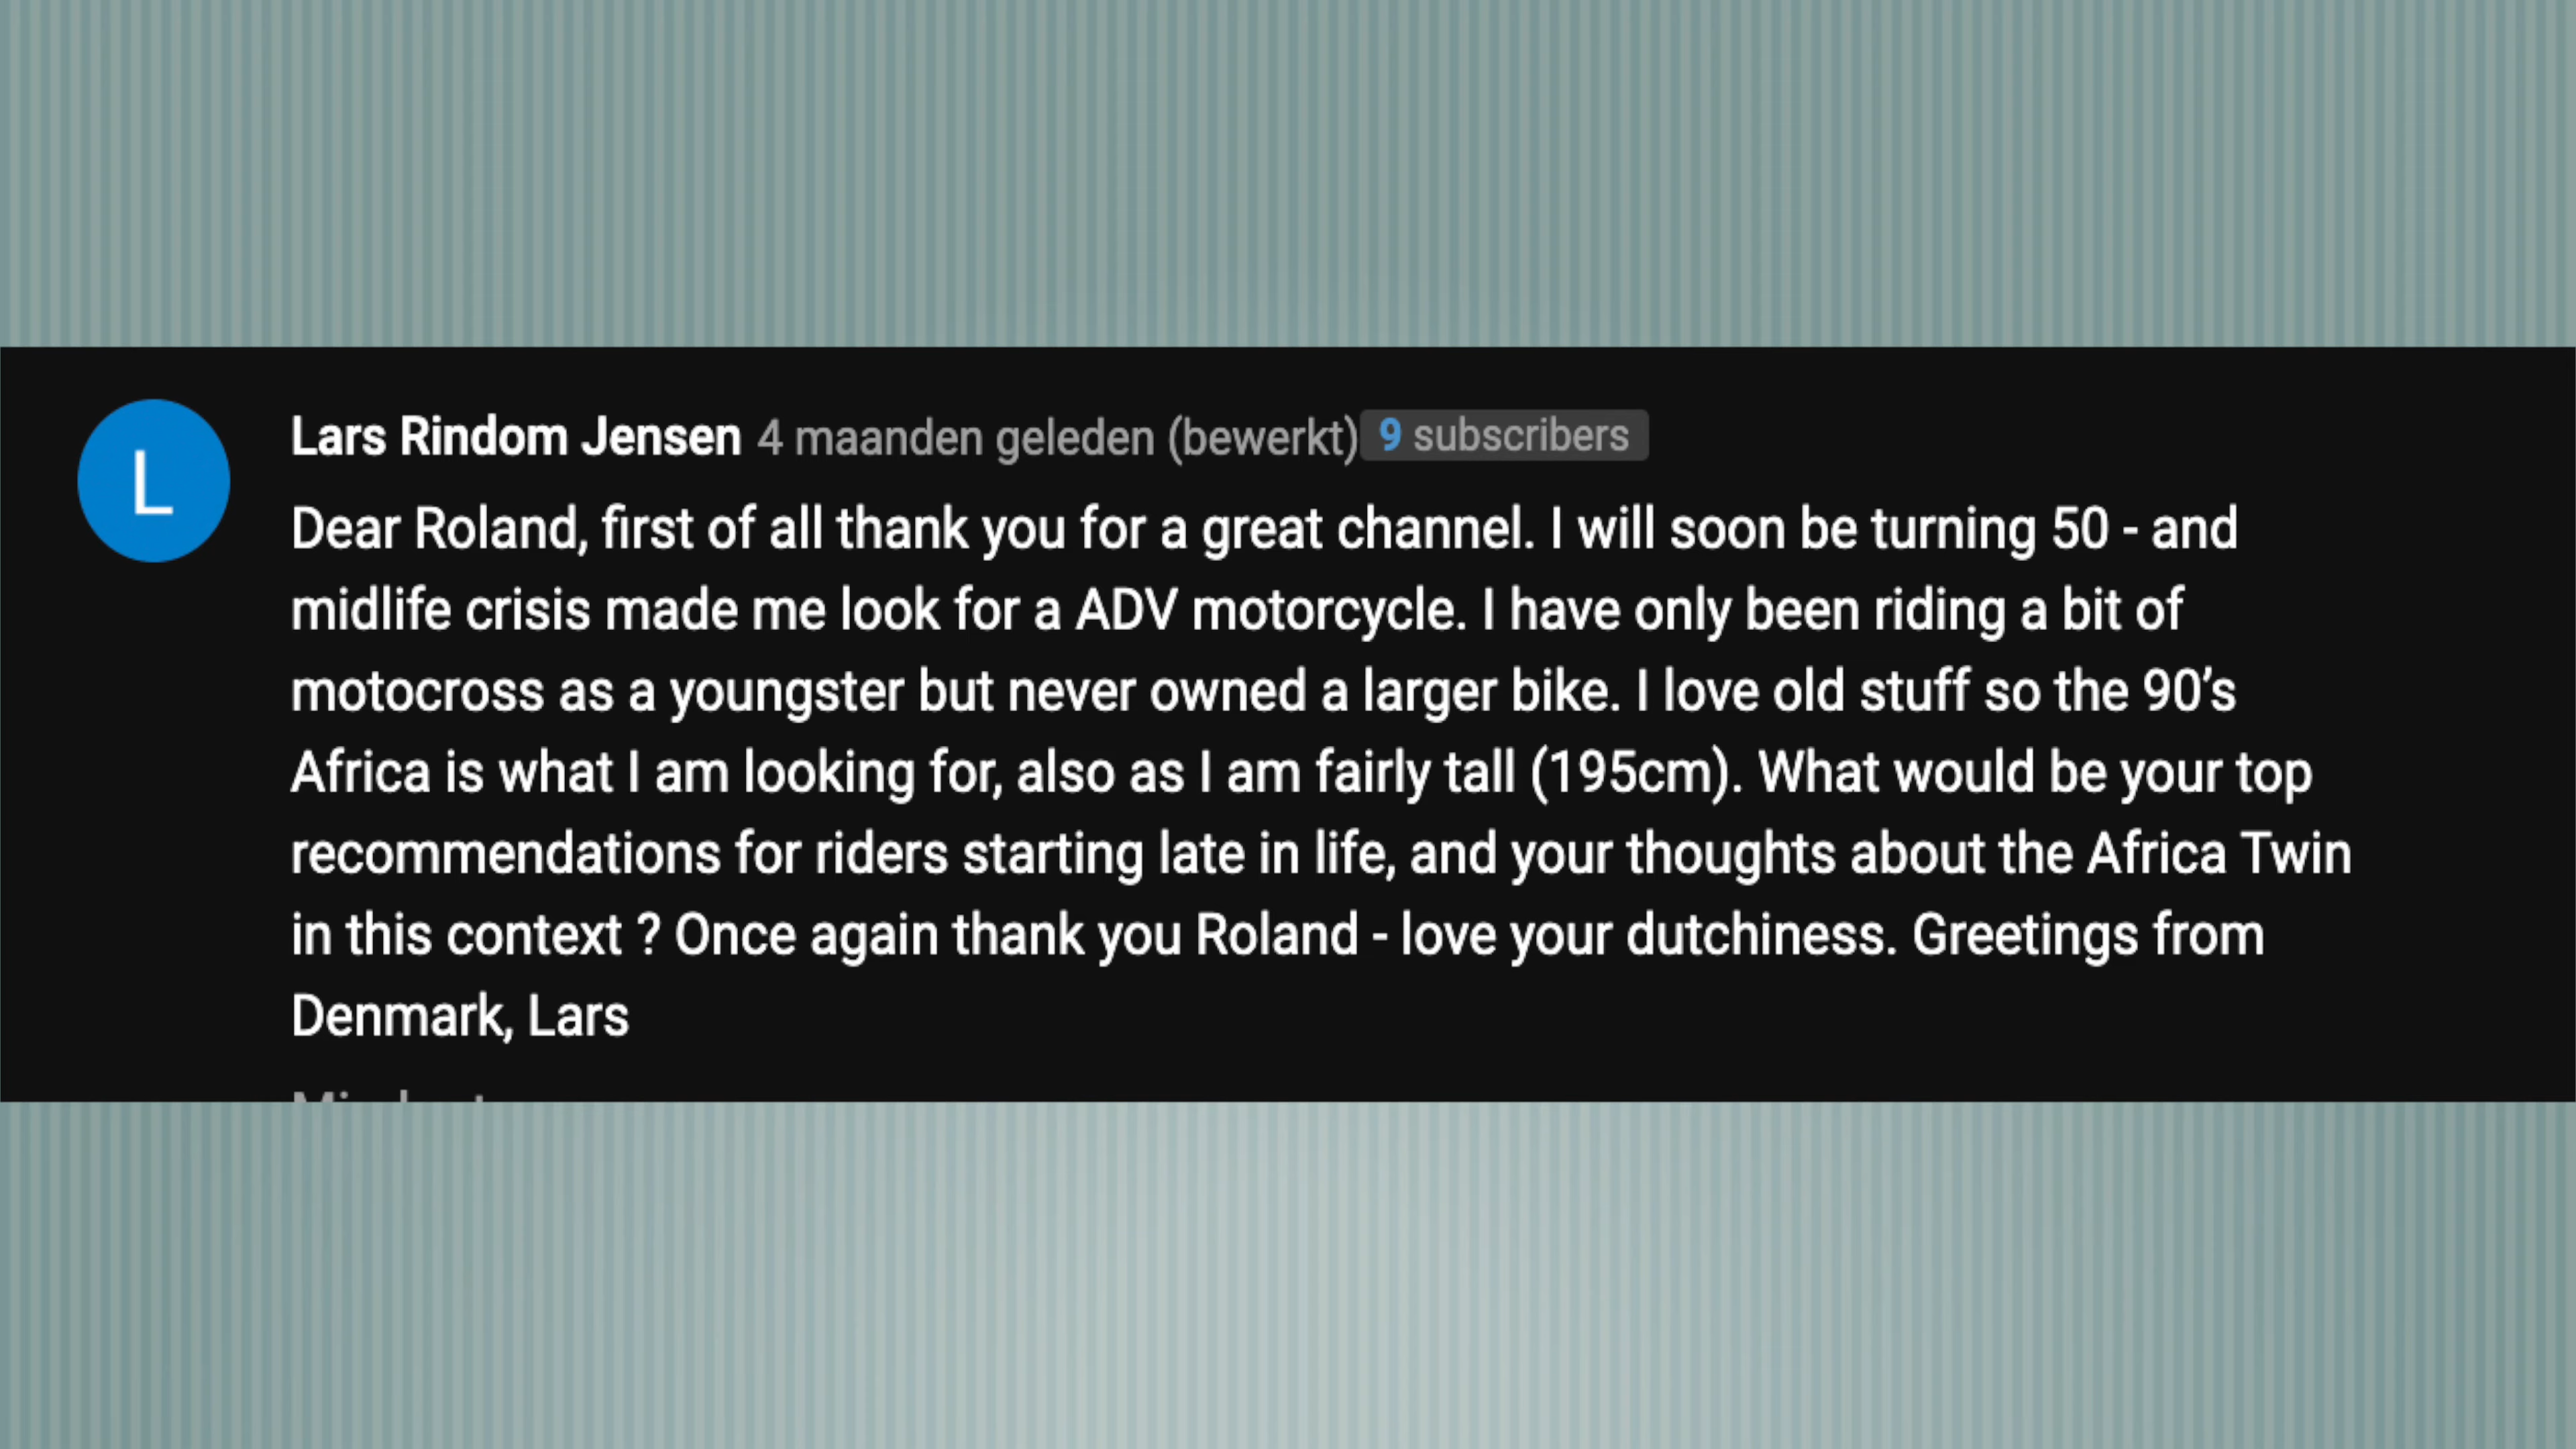 L
Lars Rindom Jensen 4 maanden geleden (bewerkt) 9 subscribers
Dear Roland, first of all thank you for a great channel. I will soon be turning 50 - and
midlife crisis made me look for a ADV motorcycle. I have only been riding a bit of
motocross as a youngster but never owned a larger bike. I love old stuff so the 90’s
Africa is what I am looking for, also as I am fairly tall (195cm). What would be your top
recommendations for riders starting late in life, and your thoughts about the Africa Twin
in this context ? Once again thank you Roland - love your dutchiness. Greetings from
Denmark, Lars